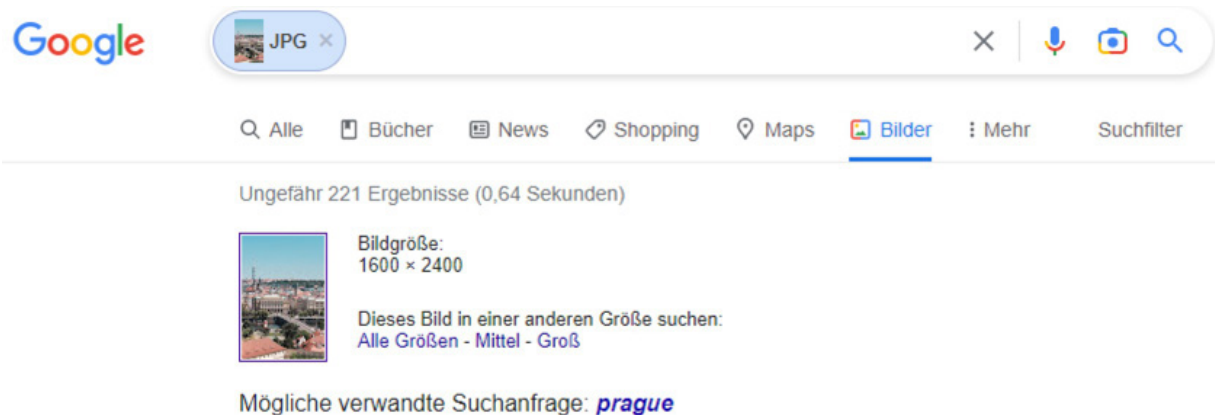 Google JPG
Alle Bücher News Shopping Maps Bilder Mehr Suchfilter
Ungefähr 221 Ergebnisse (0,64 Sekunden)
Bildgröße:
1600 × 2400
Dieses Bild in einer anderen Größe suchen:
Alle Größen - Mittel - Groß
Mögliche verwandte Suchanfrage: prague